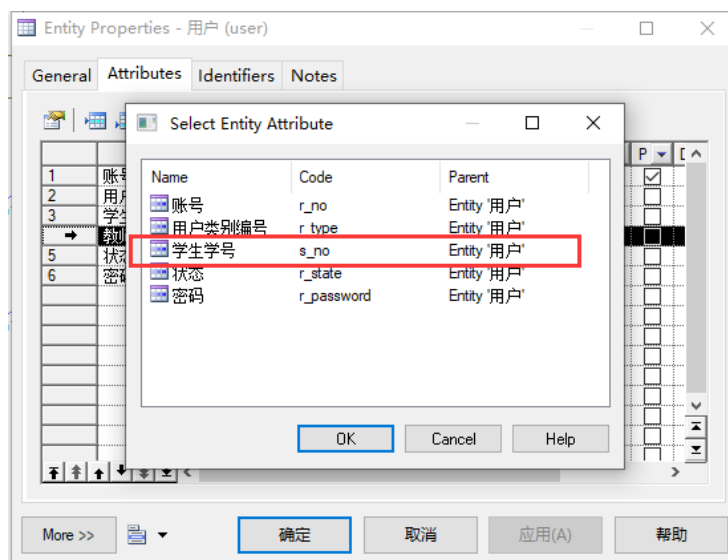 Entity Properties - 用户 (user)
General Attributes Identifiers Notes
Select Entity Attribute
P
Name Code Parent
1
账号 r_no Entity '用户'
2
用户类别编号 r_type Entity '用户'
3
学生学号 s_no Entity '用户'
5
状态 r_state Entity '用户'
6
密码 r_password Entity '用户'
OK Cancel Help
More >> 确定 取消 应用(A) 帮助